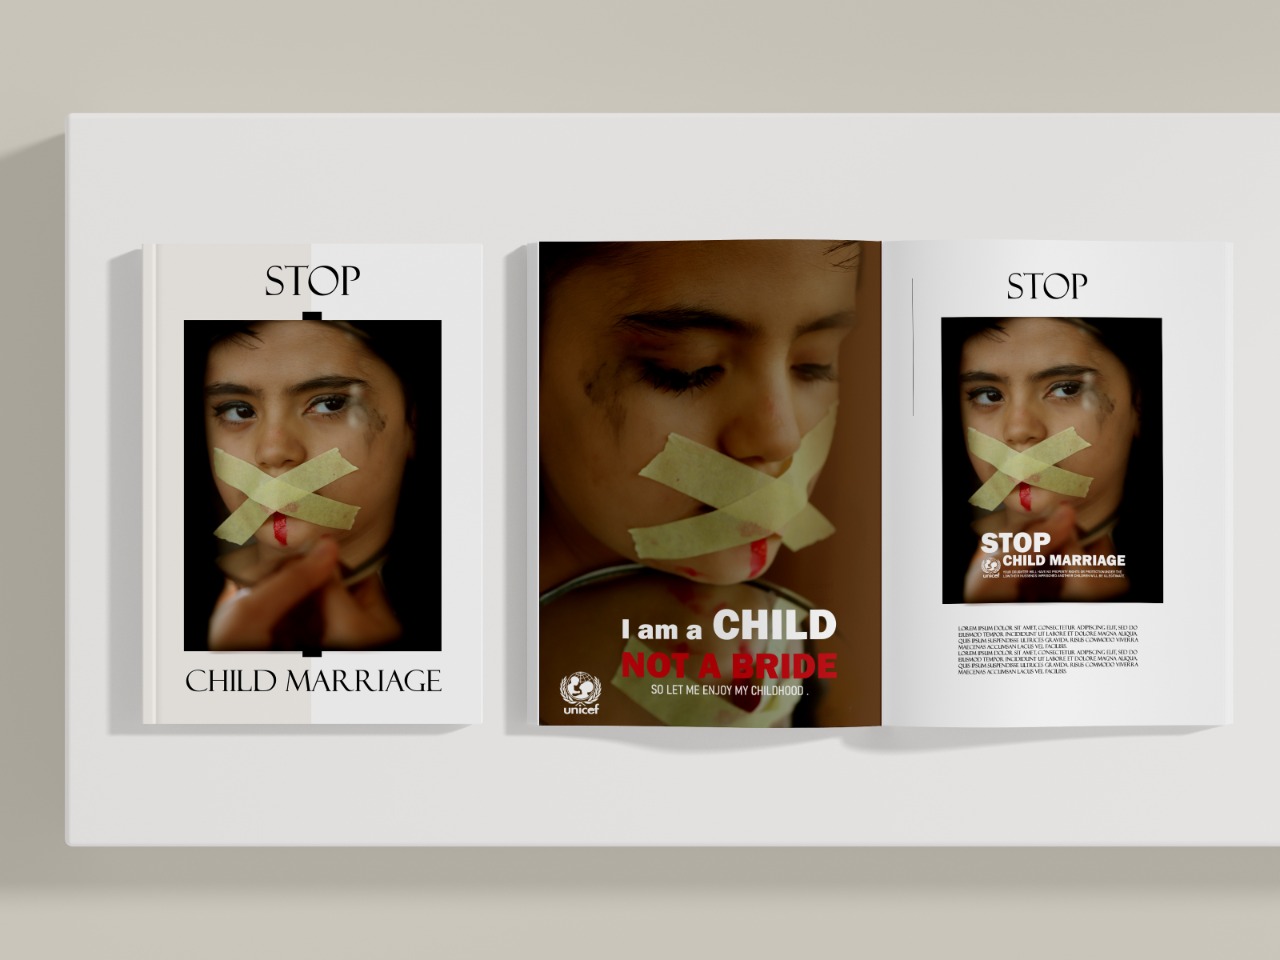 STOP
CHILD MARRIAGE
I am a CHILD
NOT A BRIDE
SO LET ME ENJOY MY CHILDHOOD .
unicef
STOP
STOP
CHILD MARRIAGE
unicef
LOREM IPSUM DOLOR SIT AMET, CONSECTETUR ADIPISCING ELIT, SED DO
EIUSMOD TEMPOR INCIDIDUNT UT LABORE ET DOLORE MAGNA ALIQUA.
QUIS IPSUM SUSPENDISSE ULTRICES GRAVIDA. RISUS COMMODO VIVERRA
MAECENAS ACCUMSAN LACUS VEL FACILISIS.
LOREM IPSUM DOLOR SIT AMET, CONSECTETUR ADIPISCING ELIT, SED DO
EIUSMOD TEMPOR INCIDIDUNT UT LABORE ET DOLORE MAGNA ALIQUA.
QUIS IPSUM SUSPENDISSE ULTRICES GRAVIDA. RISUS COMMODO VIVERRA
MAECENAS ACCUMSAN LACUS VEL FACILISIS.